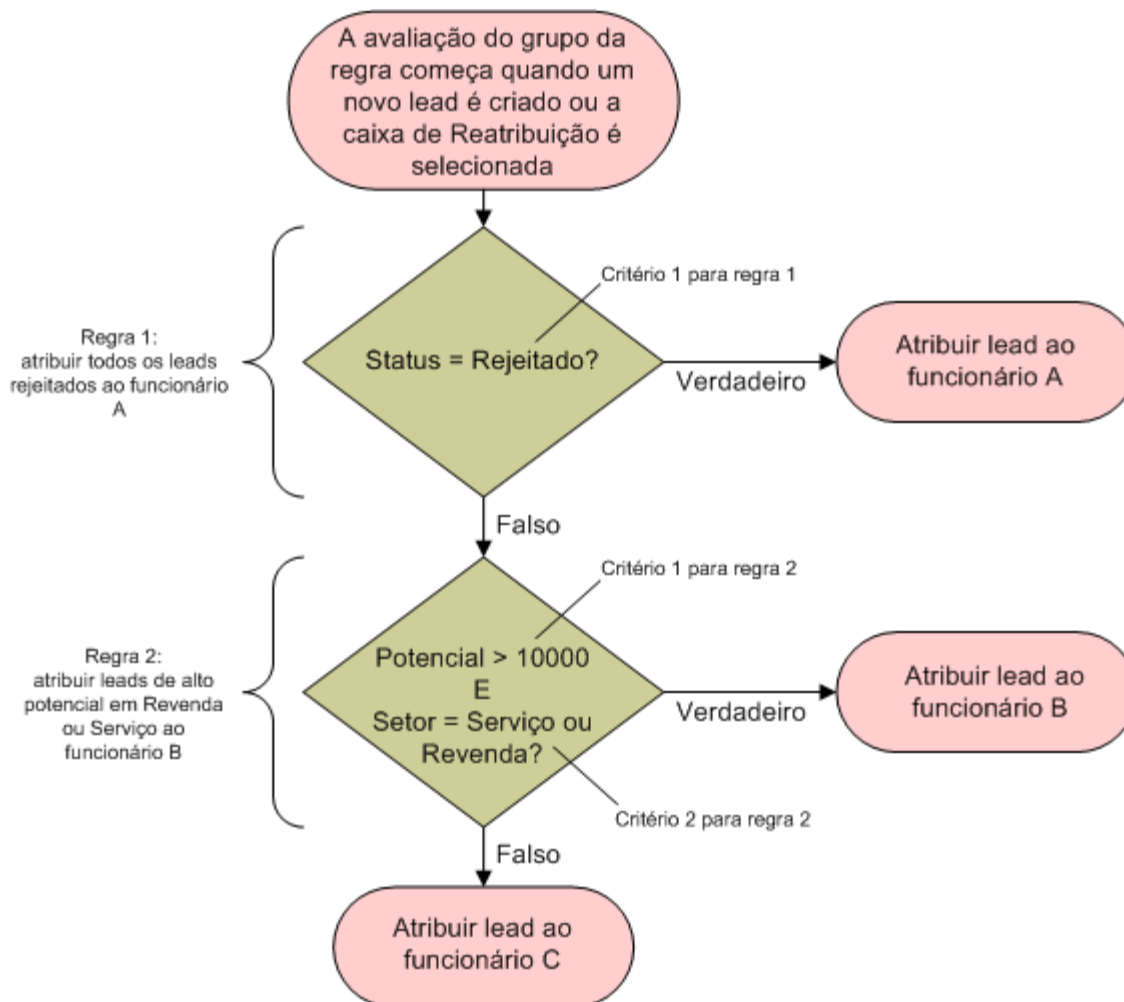 A avaliação do grupo da
regra começa quando um
novo lead é criado ou a
caixa de Reatribuição é
selecionada
Critério 1 para regra 1
Regra 1:
atribuir todos os leads
rejeitados ao funcionário
A
Status = Rejeitado?
Verdadeiro
Atribuir lead ao
funcionário A
Falso
Critério 1 para regra 2
Regra 2:
atribuir leads de alto
potencial em Revenda
ou Serviço ao
funcionário B
Potencial > 10000
E
Setor = Serviço ou
Revenda?
Verdadeiro
Atribuir lead ao
funcionário B
Critério 2 para regra 2
Falso
Atribuir lead ao
funcionário C